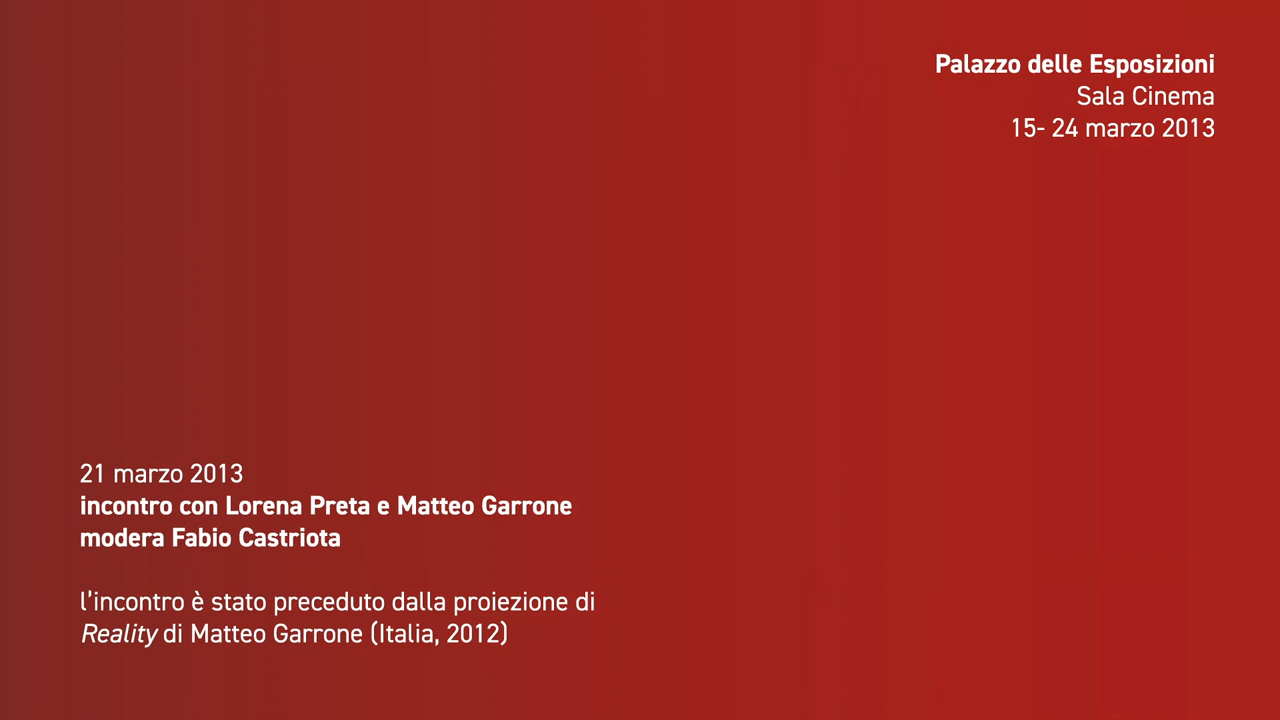 Palazzo delle Esposizioni
Sala Cinema
15- 24 marzo 2013
21 marzo 2013
incontro con Lorena Preta e Matteo Garrone
modera Fabio Castriota
l’incontro è stato preceduto dalla proiezione di
Reality di Matteo Garrone (Italia, 2012)